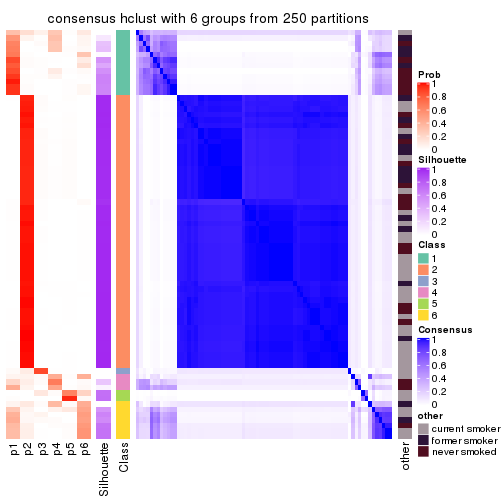 consensus hclust with 6 groups from 250 partitions
Prob
1
0.8
0.6
0.4
0.2
0
Silhouette
1
0.8
0.6
0.4
0.2
0
Class
1
2
3
4
5
6
Consensus
1
0.8
0.6
0.4
0.2
0
other
current smoker
former smoker
never smoked
p1
p2
p3
p4
p5
p6
Silhouette
Class
other